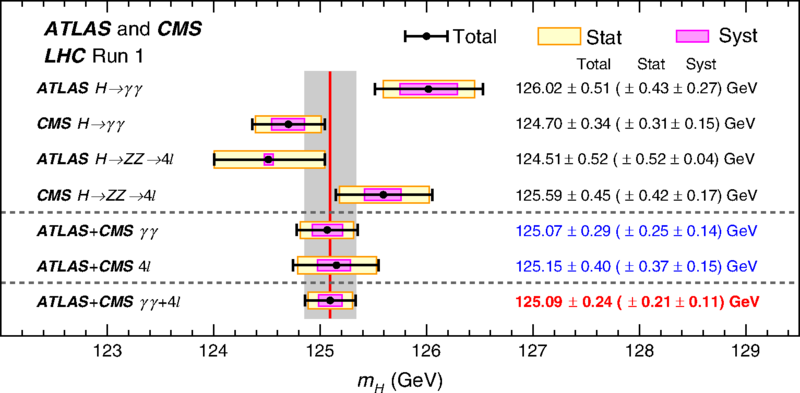 ATLAS and CMS
LHC Run 1
Total Stat Syst
Total Stat Syst
ATLAS H→γγ 126.02 ± 0.51 ( ± 0.43 ± 0.27) GeV
CMS H→γγ 124.70 ± 0.34 ( ± 0.31 ± 0.15) GeV
ATLAS H→ZZ→4l 124.51 ± 0.52 ( ± 0.52 ± 0.04) GeV
CMS H→ZZ→4l 125.59 ± 0.45 ( ± 0.42 ± 0.17) GeV
ATLAS+CMS γγ 125.07 ± 0.29 ( ± 0.25 ± 0.14) GeV
ATLAS+CMS 4l 125.15 ± 0.40 ( ± 0.37 ± 0.15) GeV
ATLAS+CMS γγ+4l 125.09 ± 0.24 ( ± 0.21 ± 0.11) GeV
123 124 125 126 127 128 129
m_H (GeV)